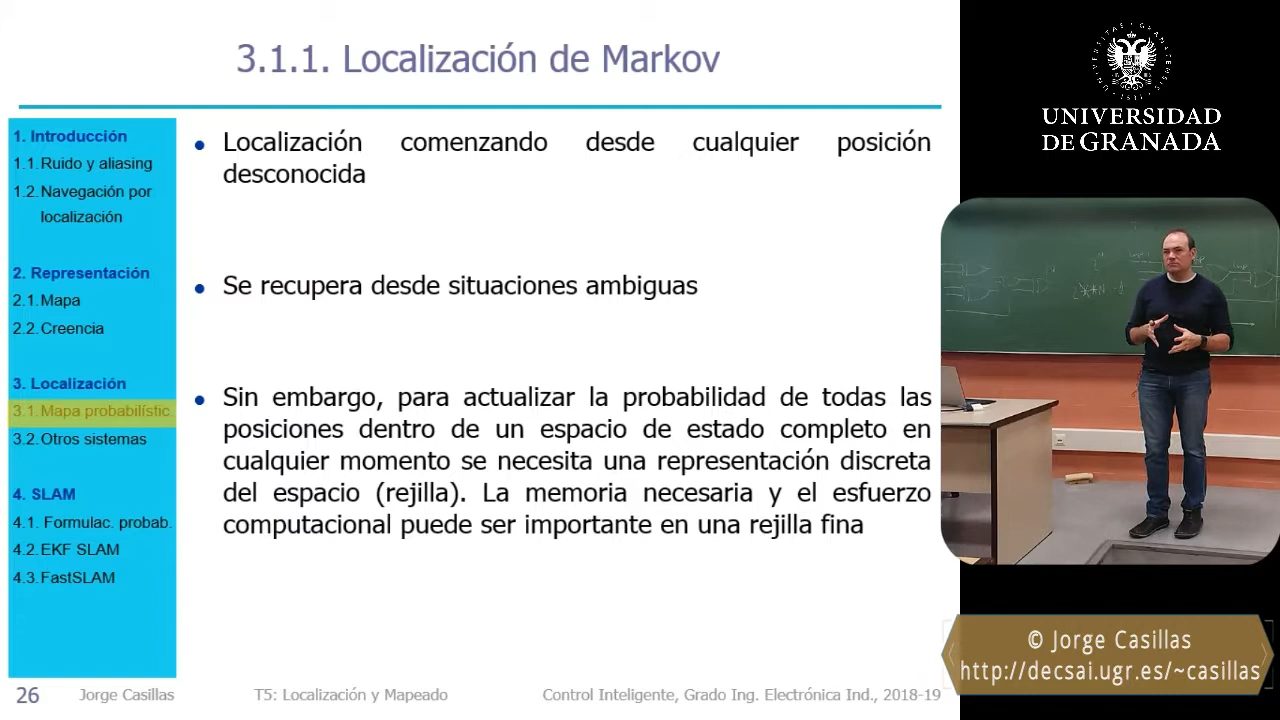 3.1.1. Localización de Markov
1. Introducción
1.1. Ruido y aliasing
1.2. Navegación por
localización
2. Representación
2.1. Mapa
2.2. Creencia
3. Localización
3.1. Mapa probabilístic.
3.2. Otros sistemas
4. SLAM
4.1. Formulac. probab.
4.2. EKF SLAM
4.3. FastSLAM
• Localización comenzando desde cualquier posición
desconocida
• Se recupera desde situaciones ambiguas
• Sin embargo, para actualizar la probabilidad de todas las
posiciones dentro de un espacio de estado completo en
cualquier momento se necesita una representación discreta
del espacio (rejilla). La memoria necesaria y el esfuerzo
computacional puede ser importante en una rejilla fina
26 Jorge Casillas T5: Localización y Mapeado Control Inteligente, Grado Ing. Electrónica Ind., 2018-19
UNIVERSIDAD
DE GRANADA
© Jorge Casillas
http://decsai.ugr.es/~casillas